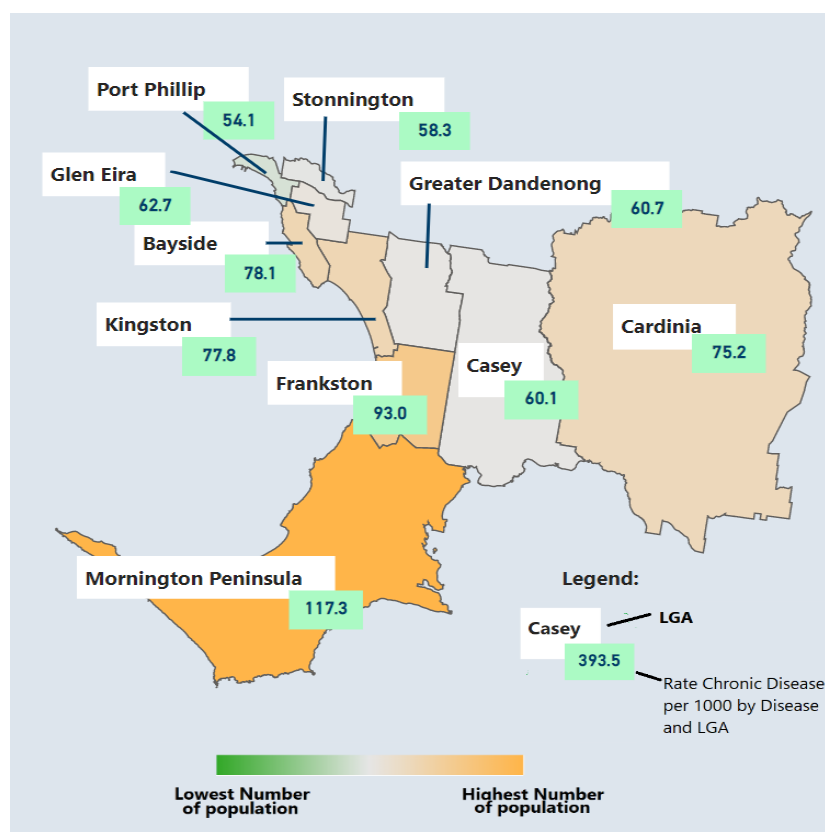 Port Phillip
54.1
Stonnington
58.3
Glen Eira
62.7
Greater Dandenong
60.7
Bayside
78.1
Kingston
77.8
Cardinia
75.2
Frankston
93.0
Casey
60.1
Mornington Peninsula
117.3
Legend:
Casey
LGA
393.5
Rate Chronic Disease
per 1000 by Disease
and LGA
Lowest Number
of population
Highest Number
of population